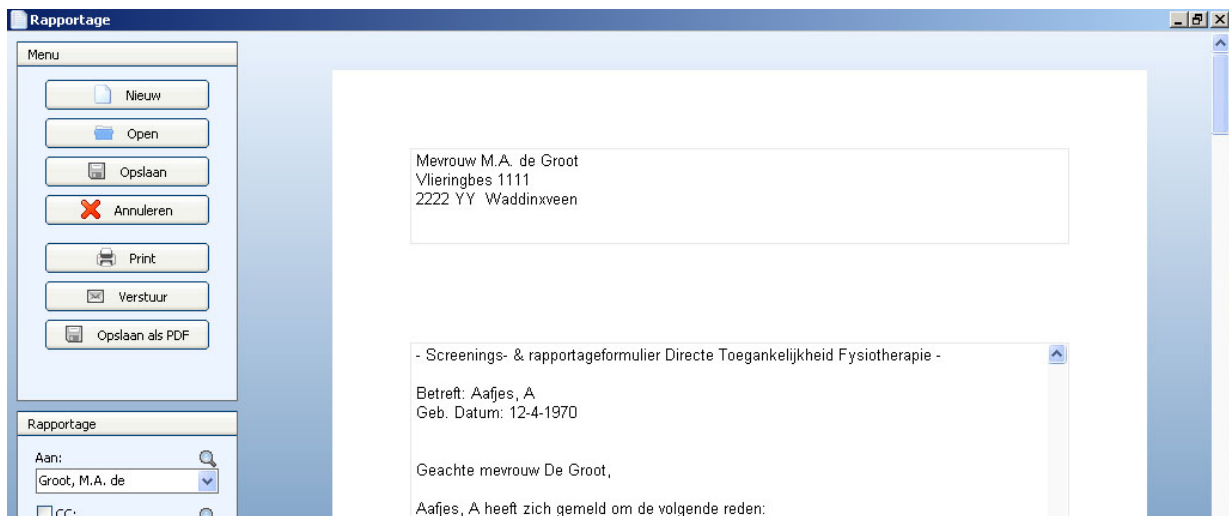 Rapportage
Menu
Nieuw
Open
Opslaan
Annuleren
Print
Verstuur
Opslaan als PDF
Rapportage
Aan:
Groot, M.A. de
CC:
Mevrouw M.A. de Groot
Vlieringbes 1111
2222 YY Waddinxveen
- Screenings- & rapportageformulier Directe Toegankelijkheid Fysiotherapie -
Betreft: Aafjes, A
Geb. Datum: 12-4-1970
Geachte mevrouw De Groot,
Aafjes, A heeft zich gemeld om de volgende reden: